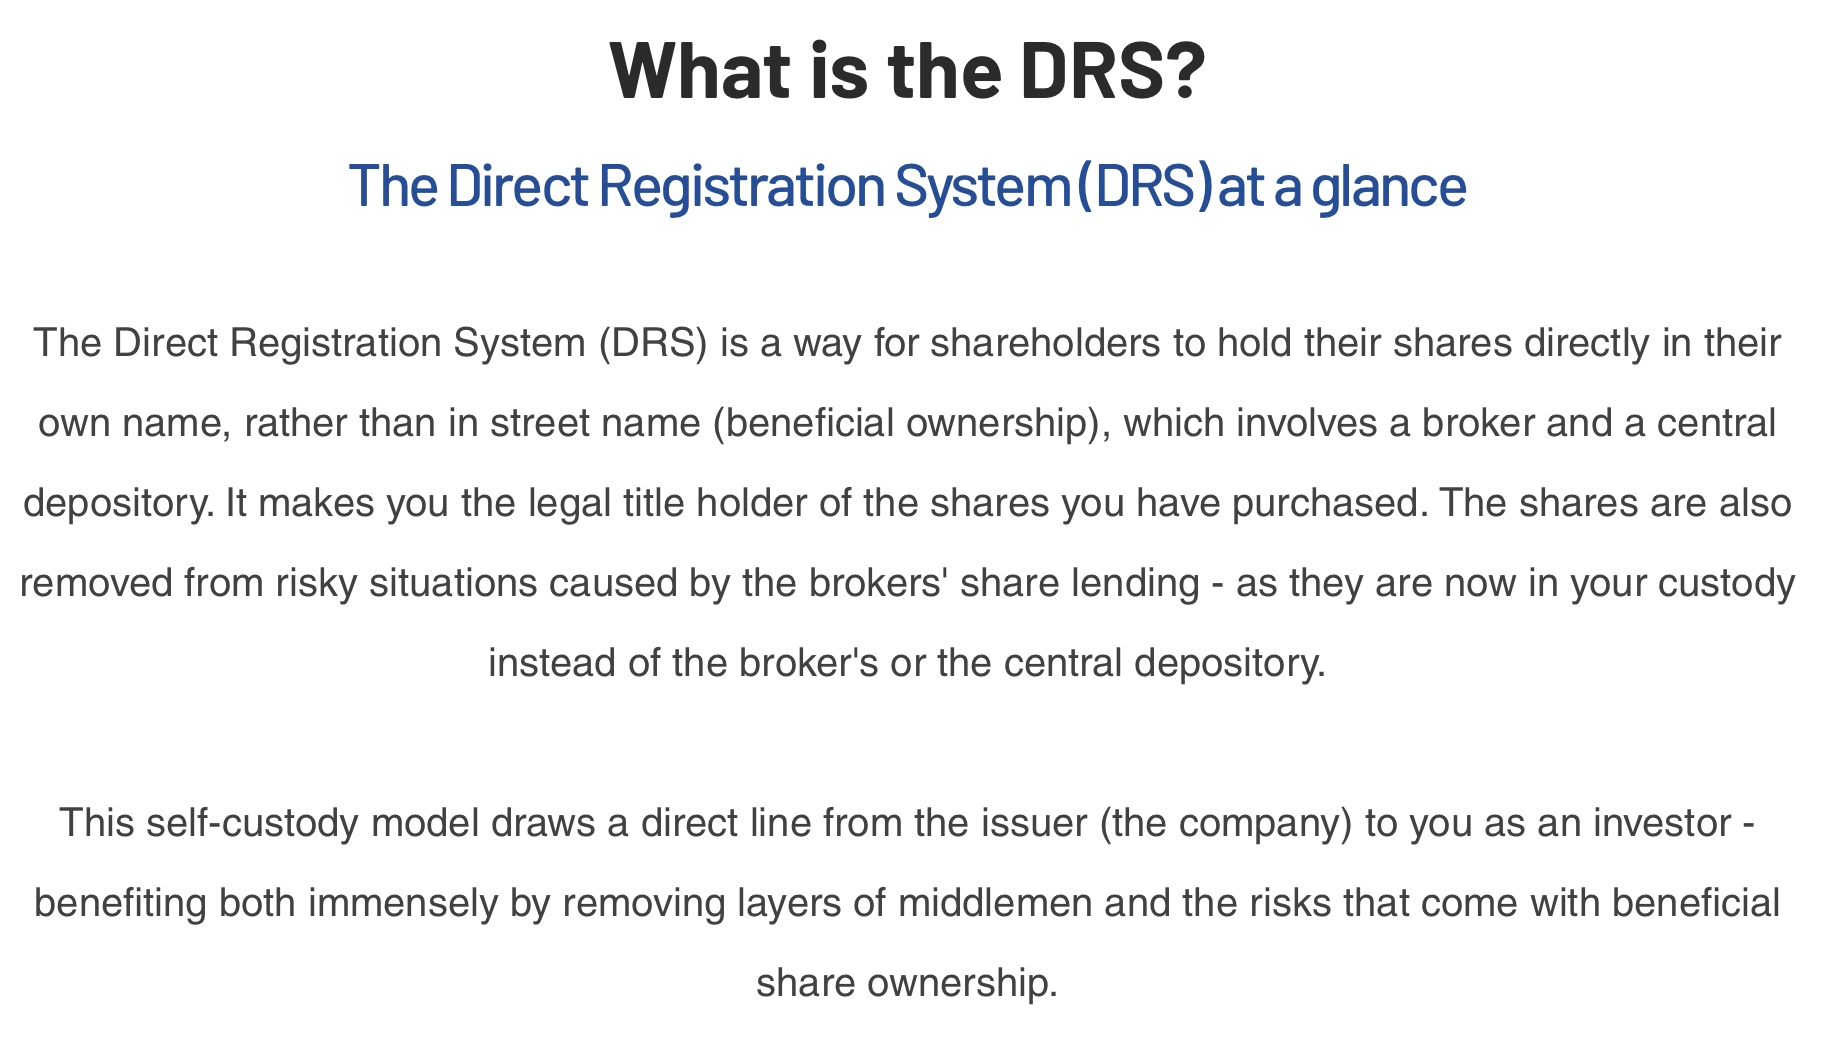 What is the DRS?
The Direct Registration System (DRS) at a glance
The Direct Registration System (DRS) is a way for shareholders to hold their shares directly in their
own name, rather than in street name (beneficial ownership), which involves a broker and a central
depository. It makes you the legal title holder of the shares you have purchased. The shares are also
removed from risky situations caused by the brokers' share lending - as they are now in your custody
instead of the broker's or the central depository.
This self-custody model draws a direct line from the issuer (the company) to you as an investor -
benefiting both immensely by removing layers of middlemen and the risks that come with beneficial
share ownership.